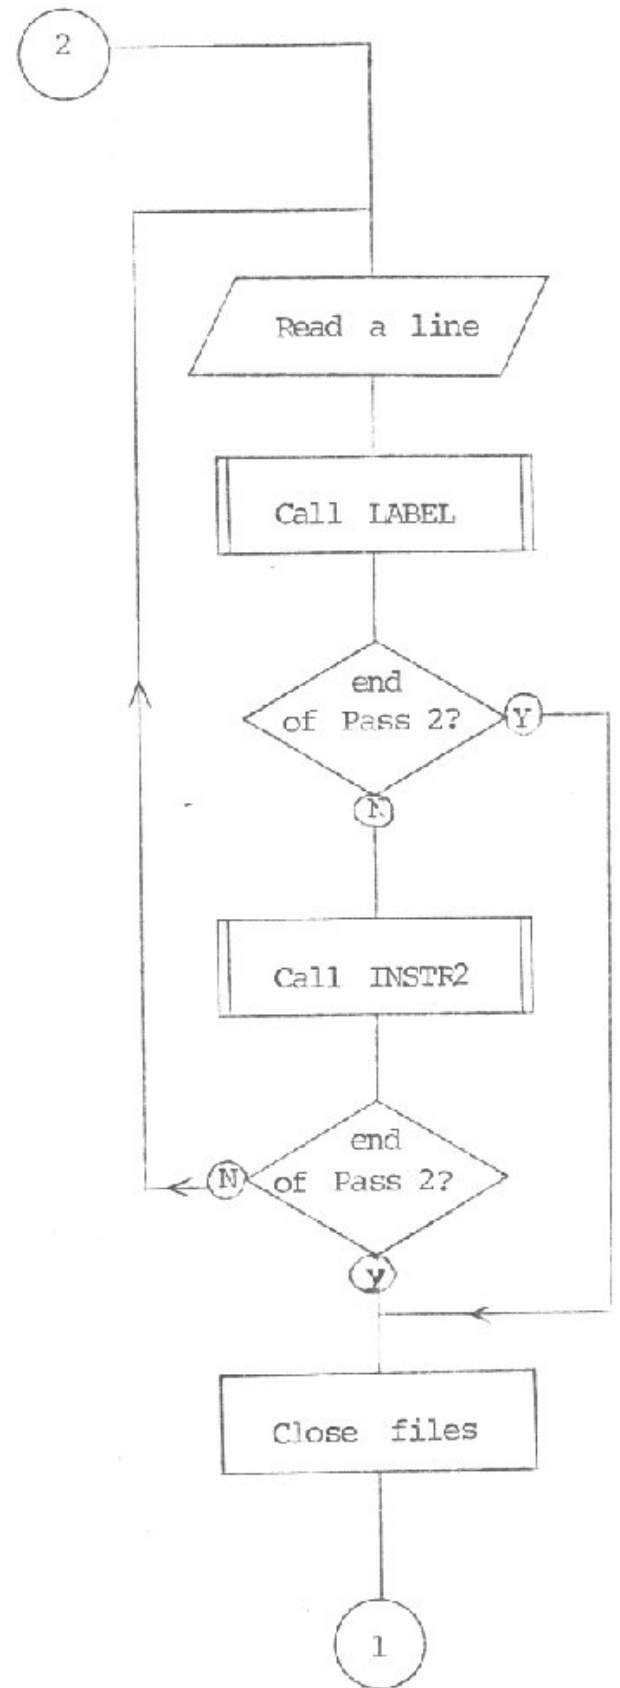 2
Read a line
Call LABEL
end
of Pass 2?
Y
N
Call INSTR2
end
of Pass 2?
N
y
Close files
1